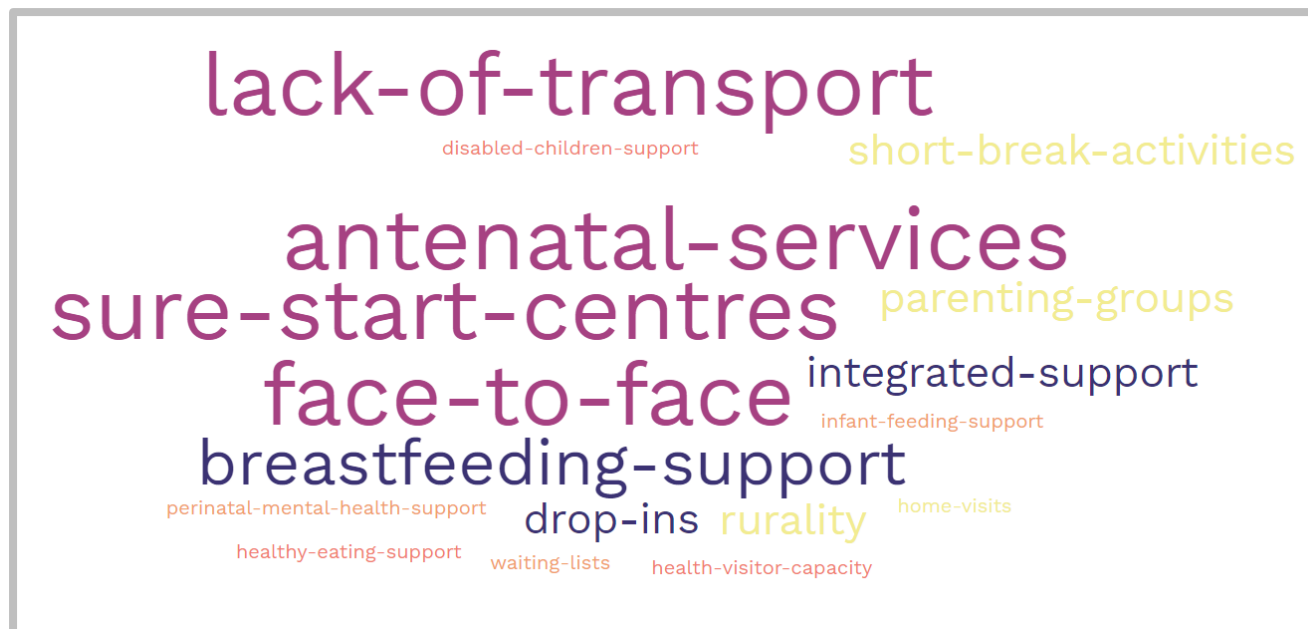 lack-of-transport
disabled-children-support
short-break-activities
antenatal-services
sure-start-centres
parenting-groups
face-to-face
integrated-support
infant-feeding-support
breastfeeding-support
perinatal-mental-health-support
drop-ins
rurality
home-visits
healthy-eating-support
waiting-lists
health-visitor-capacity